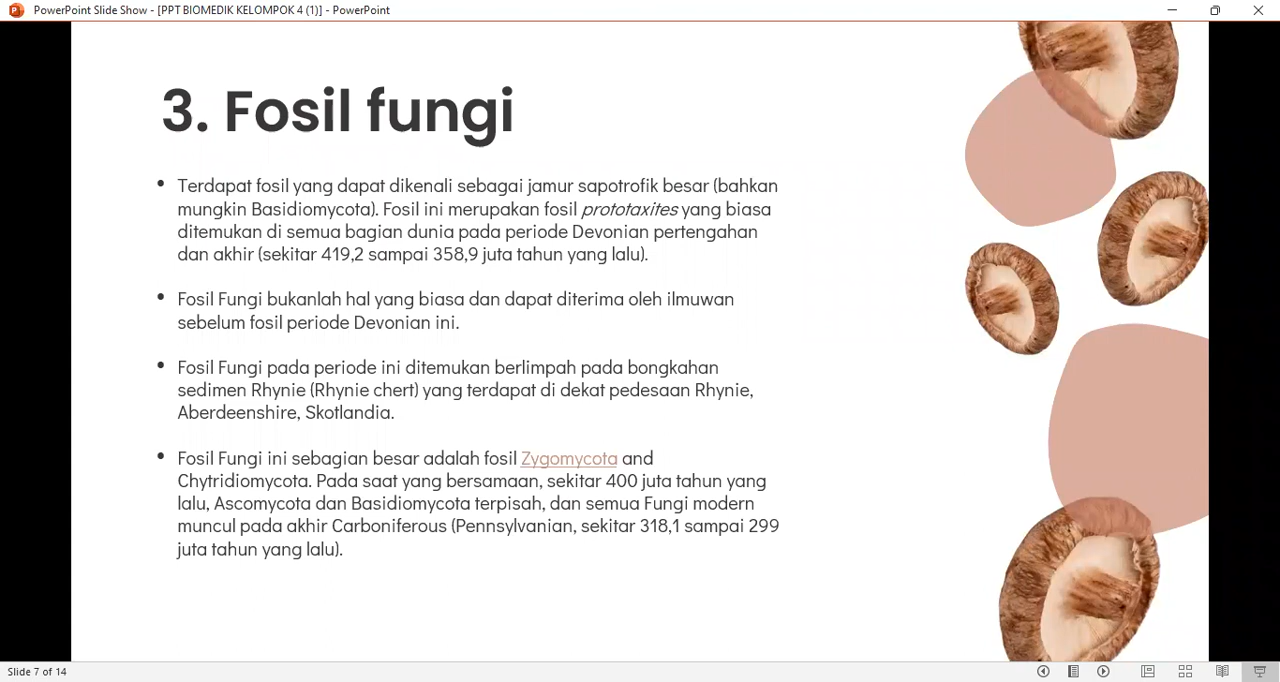 PowerPoint Slide Show - [PPT BIOMEDIK KELOMPOK 4 (1)] - PowerPoint
3. Fosil fungi
• Terdapat fosil yang dapat dikenali sebagai jamur sapotrofik besar (bahkan
mungkin Basidiomycota). Fosil ini merupakan fosil prototaxites yang biasa
ditemukan di semua bagian dunia pada periode Devonian pertengahan
dan akhir (sekitar 419,2 sampai 358,9 juta tahun yang lalu).
• Fosil Fungi bukanlah hal yang biasa dan dapat diterima oleh ilmuwan
sebelum fosil periode Devonian ini.
• Fosil Fungi pada periode ini ditemukan berlimpah pada bongkahan
sedimen Rhynie (Rhynie chert) yang terdapat di dekat pedesaan Rhynie,
Aberdeenshire, Skotlandia.
• Fosil Fungi ini sebagian besar adalah fosil Zygomycota and
Chytridiomycota. Pada saat yang bersamaan, sekitar 400 juta tahun yang
lalu, Ascomycota dan Basidiomycota terpisah, dan semua Fungi modern
muncul pada akhir Carboniferous (Pennsylvanian, sekitar 318,1 sampai 299
juta tahun yang lalu).
Slide 7 of 14